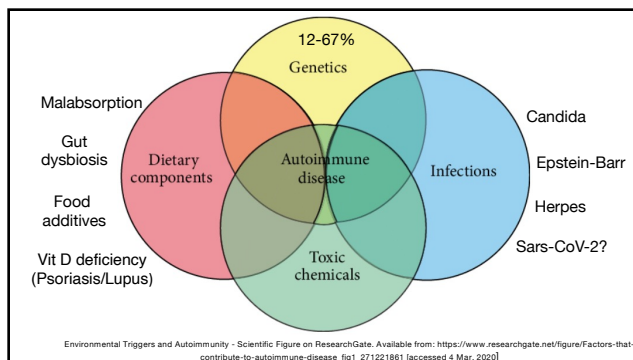 12-67%
Genetics
Malabsorption
Gut
dysbiosis
Food
additives
Vit D deficiency
(Psoriasis/Lupus)
Dietary
components
Autoimmune
disease
Infections
Toxic
chemicals
Candida
Epstein-Barr
Herpes
Sars-CoV-2?
Environmental Triggers and Autoimmunity - Scientific Figure on ResearchGate. Available from: https://www.researchgate.net/figure/Factors-that-
contribute-to-autoimmune-disease_fig1_271221861 [accessed 4 Mar, 2020]